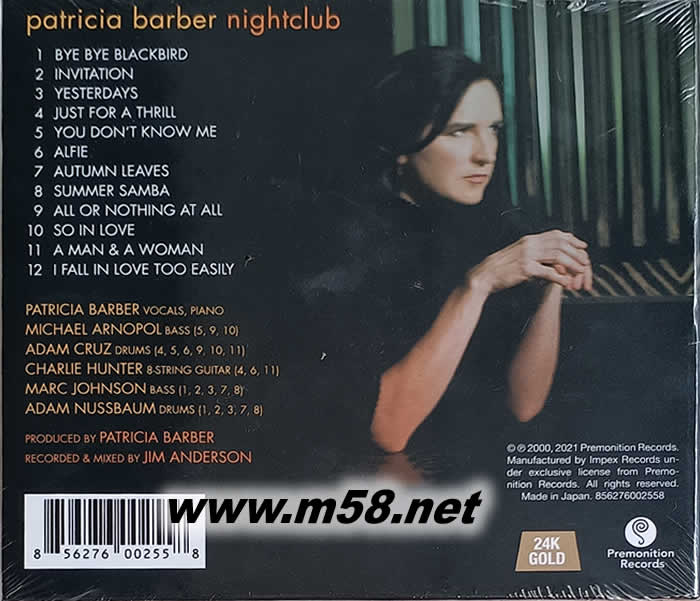 patricia barber nightclub
1 BYE BYE BLACKBIRD
2 INVITATION
3 YESTERDAYS
4 JUST FOR A THRILL
5 YOU DON'T KNOW ME
6 ALFIE
7 AUTUMN LEAVES
8 SUMMER SAMBA
9 ALL OR NOTHING AT ALL
10 SO IN LOVE
11 A MAN & A WOMAN
12 I FALL IN LOVE TOO EASILY
PATRICIA BARBER VOCALS, PIANO
MICHAEL ARNOPOL BASS (5, 9, 10)
ADAM CRUZ DRUMS (4, 5, 6, 9, 10, 11)
CHARLIE HUNTER 8-STRING GUITAR (4, 6, 11)
MARC JOHNSON BASS (1, 2, 3, 7, 8)
ADAM NUSSBAUM DRUMS (1, 2, 3, 7, 8)
PRODUCED BY PATRICIA BARBER
RECORDED & MIXED BY JIM ANDERSON
© ℗ 2000, 2021 Premonition Records.
Manufactured by Impex Records un-
der exclusive license from Premo-
nition Records. All rights reserved.
Made in Japan. 856276002558
www.m58.net
8 56276 00255 8
24K
GOLD
Premonition
Records